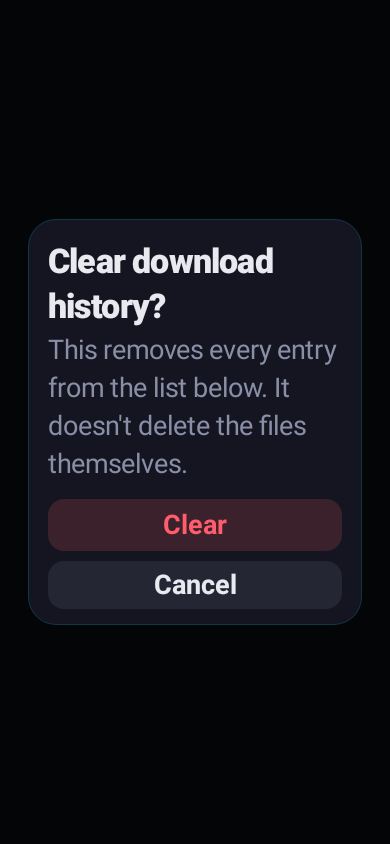 Clear download
history?
This removes every entry
from the list below. It
doesn't delete the files
themselves.
Clear
Cancel